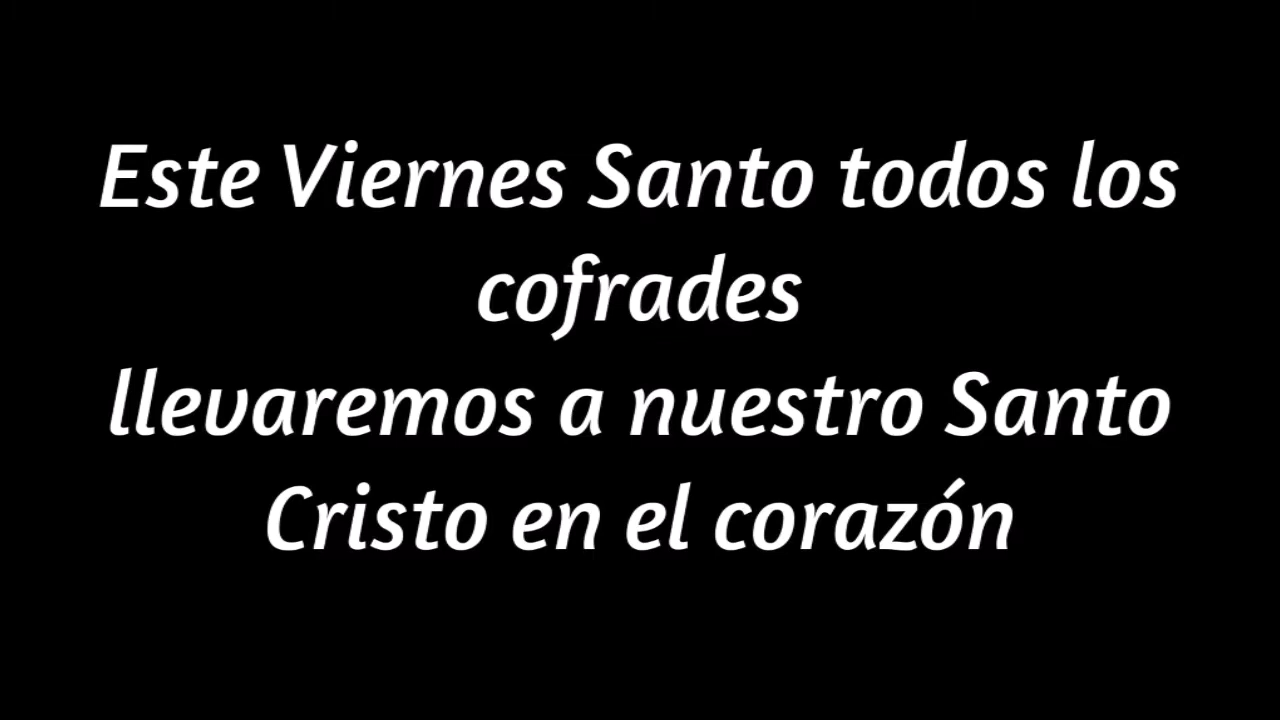 Este Viernes Santo todos los
cofrades
llevaremos a nuestro Santo
Cristo en el corazón